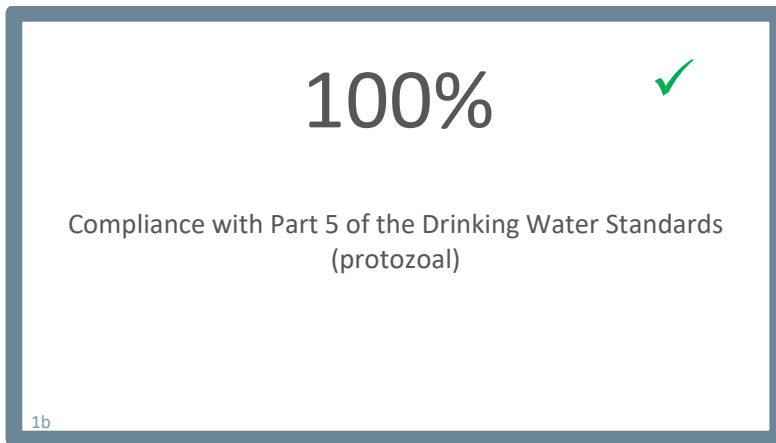 100%
Compliance with Part 5 of the Drinking Water Standards
(protozoal)
1b